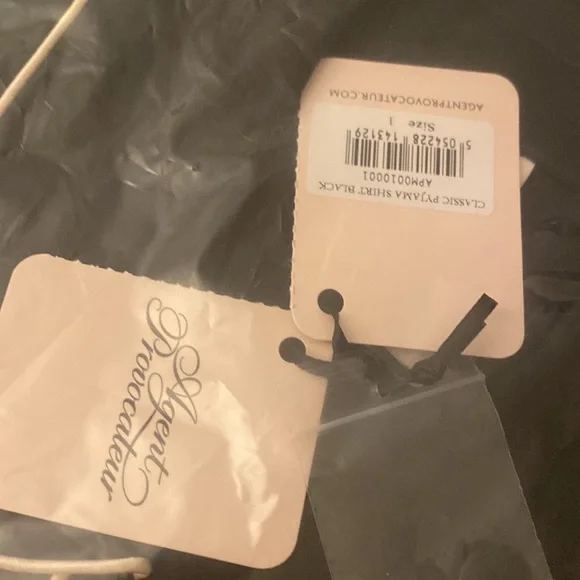 Agent
Provocateur
CLASSIC PYJAMA SHIRT BLACK
APM0010001
5 054228 143129
Size 1
AGENTPROVOCATEUR.COM